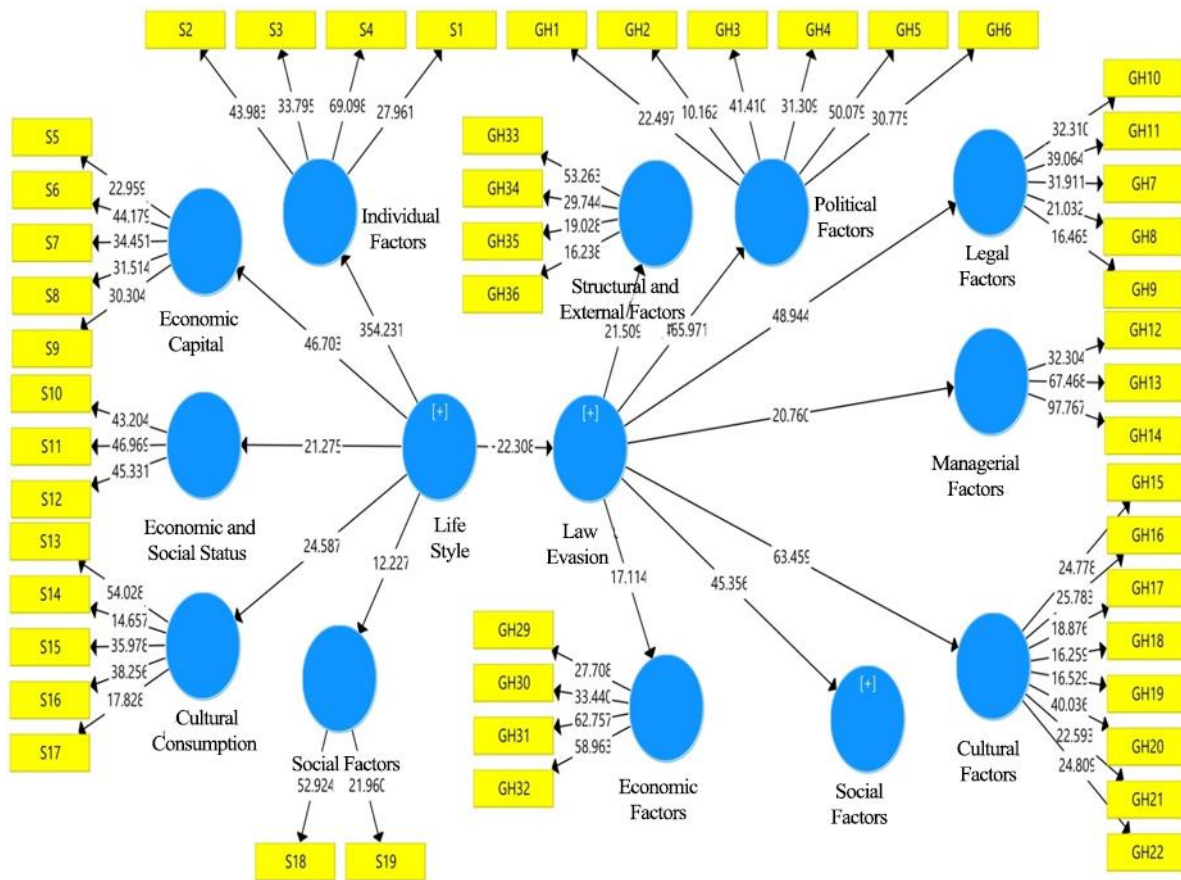 S2 S3 S4 S1 GH1 GH2 GH3 GH4 GH5 GH6
43.983 33.795 69.098 27.961
22.497 10.162 41.410 31.309 50.079 30.775
Individual
Factors
Political
Factors
S5
S6
S7
S8
S9
22.959
44.179
34.451
31.514
30.304
Economic
Capital
GH33
GH34
GH35
GH36
53.263
29.744
19.028
16.238
Structural and
External Factors
GH10
GH11
GH7
GH8
GH9
32.310
39.064
31.911
21.032
16.465
Legal
Factors
46.703
354.231
21.509
48.944
GH12
GH13
GH14
32.304
67.468
97.767
Managerial
Factors
S10
S11
S12
43.204
46.969
45.331
Economic and
Social Status
21.275
[+]
Life
Style
-22.308
[+]
Law
Evasion
20.760
24.587
12.227
17.114
45.356
63.459
S13
S14
S15
S16
S17
54.028
14.657
35.978
38.256
17.828
Cultural
Consumption
Social Factors
52.924
21.960
S18
S19
GH29
GH30
GH31
GH32
27.708
33.440
62.757
58.963
Economic
Factors
[+]
Social
Factors
GH15
GH16
GH17
GH18
GH19
GH20
GH21
GH22
24.778
25.783
18.876
16.259
16.529
40.036
22.593
24.809
Cultural
Factors